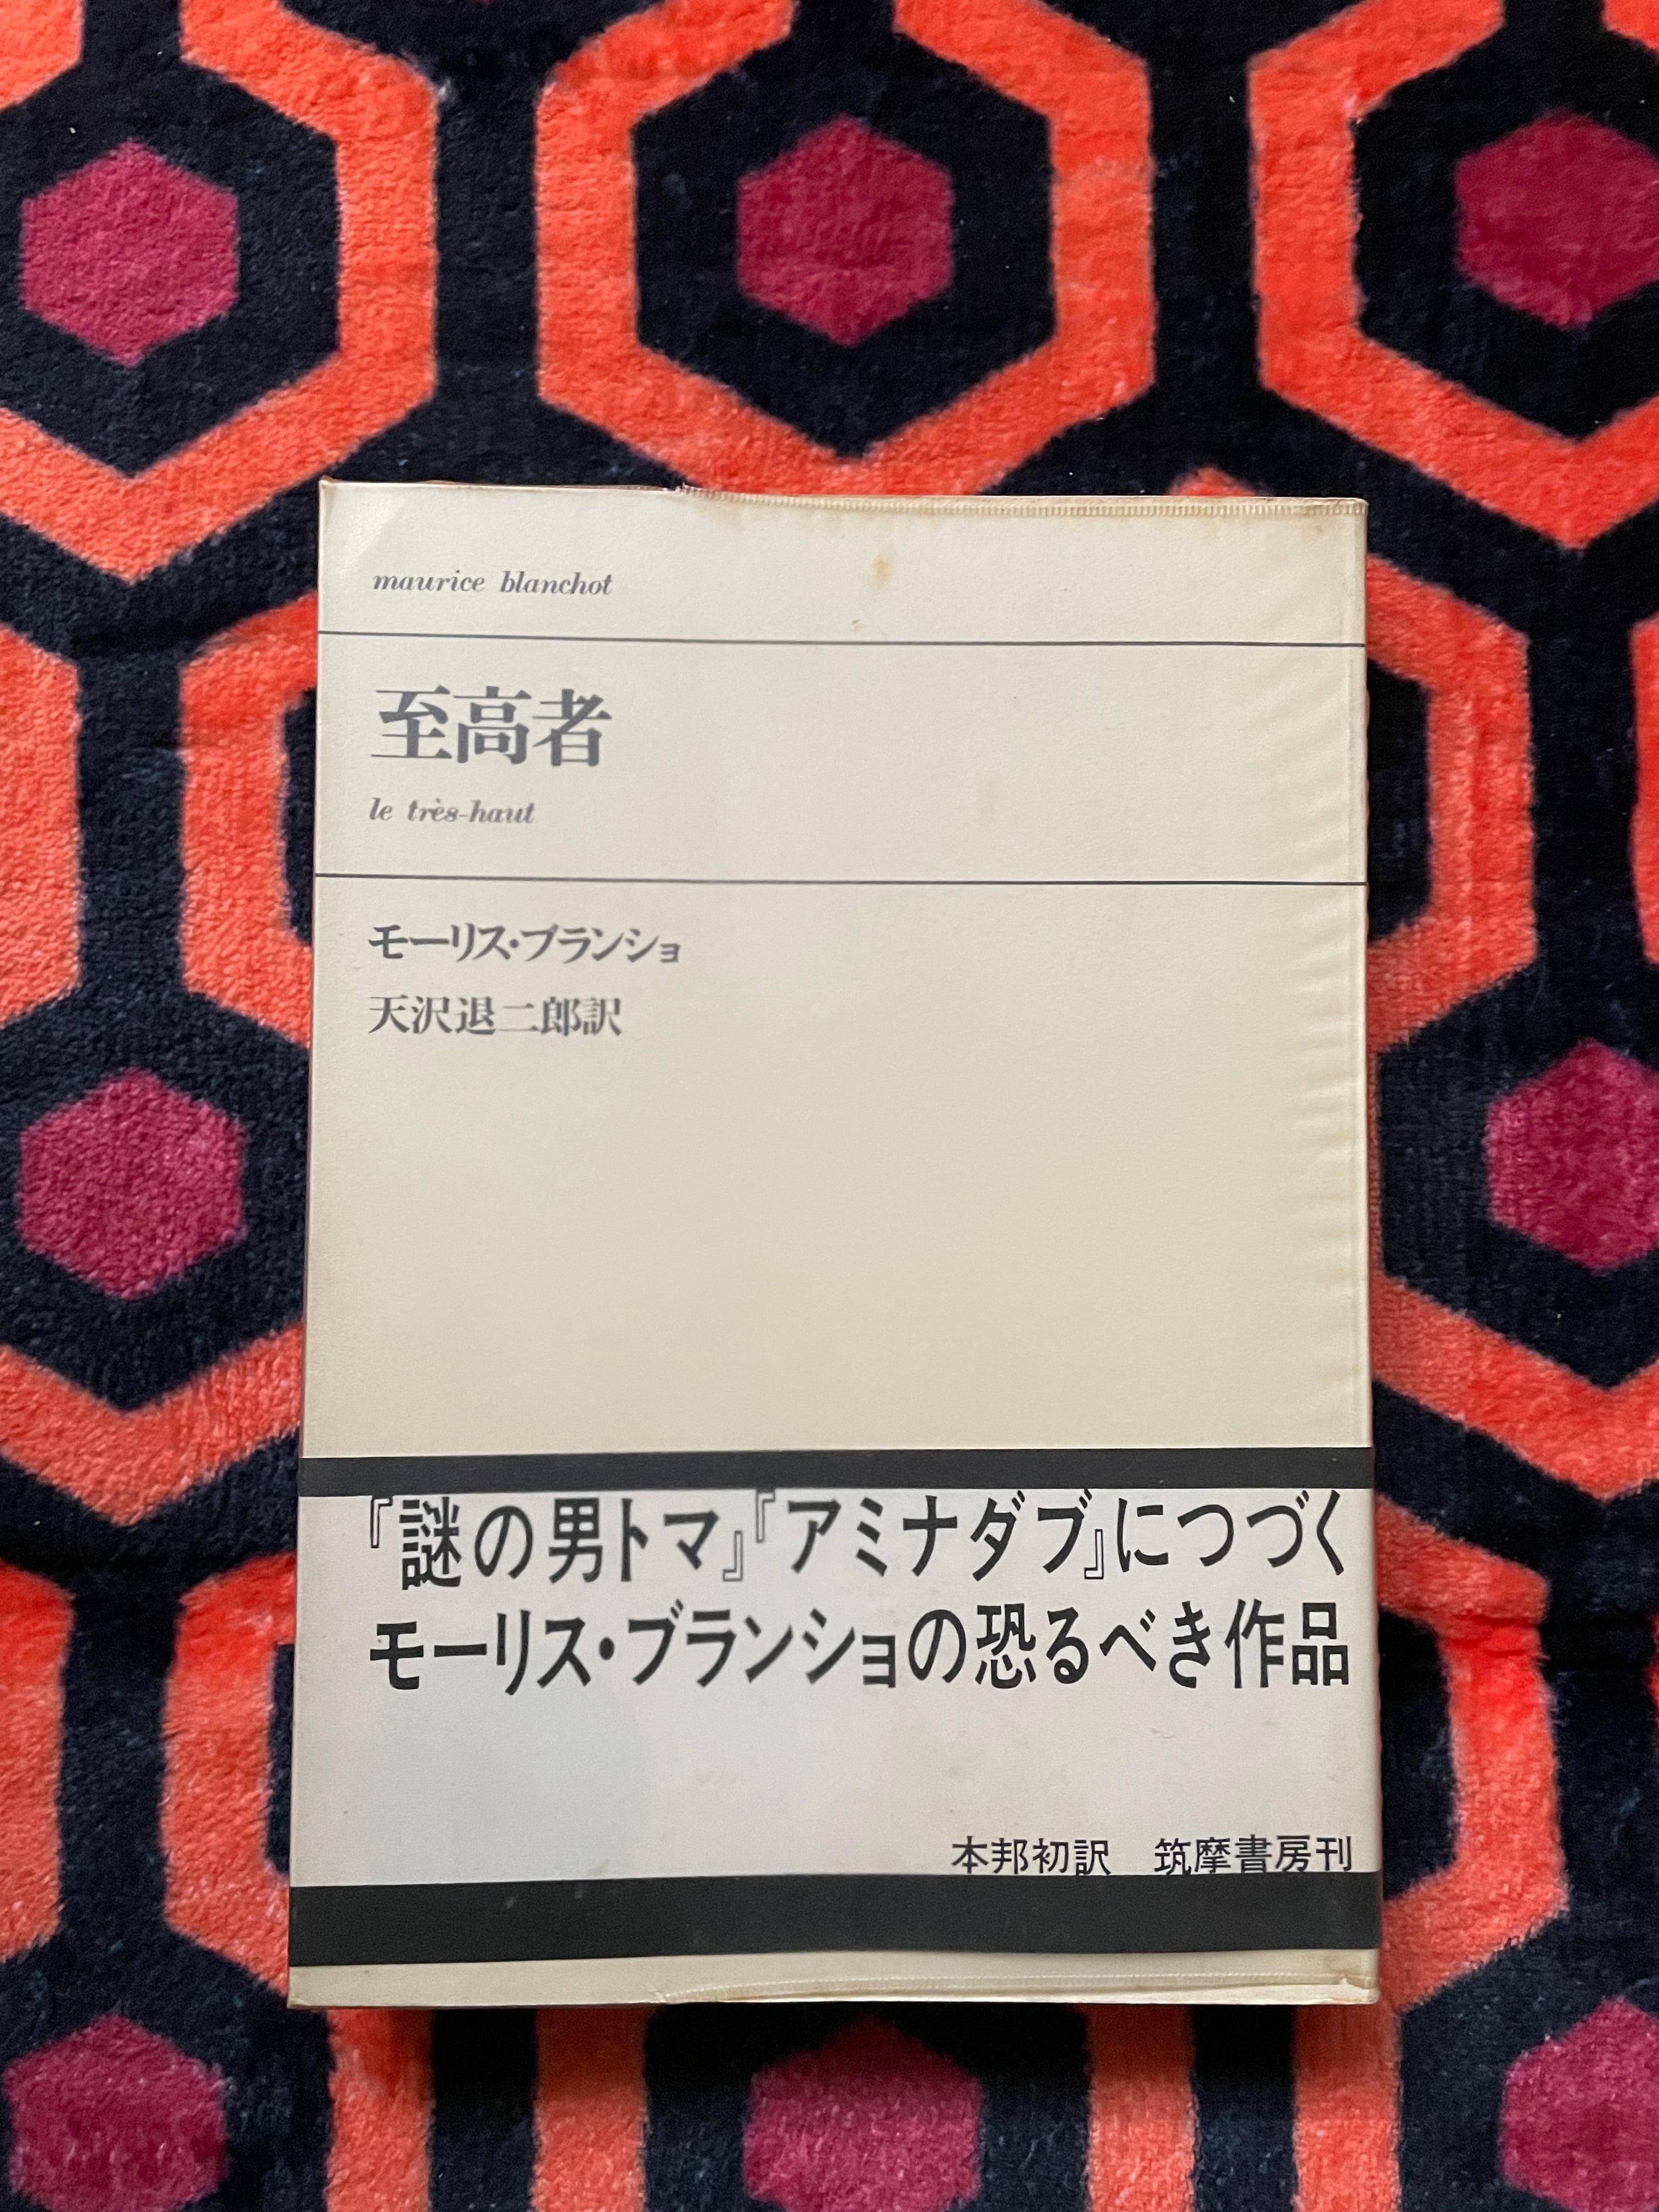 maurice blanchot
至高者
le très-haut
モーリス・ブランショ
天沢退二郎訳
『謎の男トマ』『アミナダブ』につづく
モーリス・ブランショの恐るべき作品
本邦初訳　筑摩書房刊